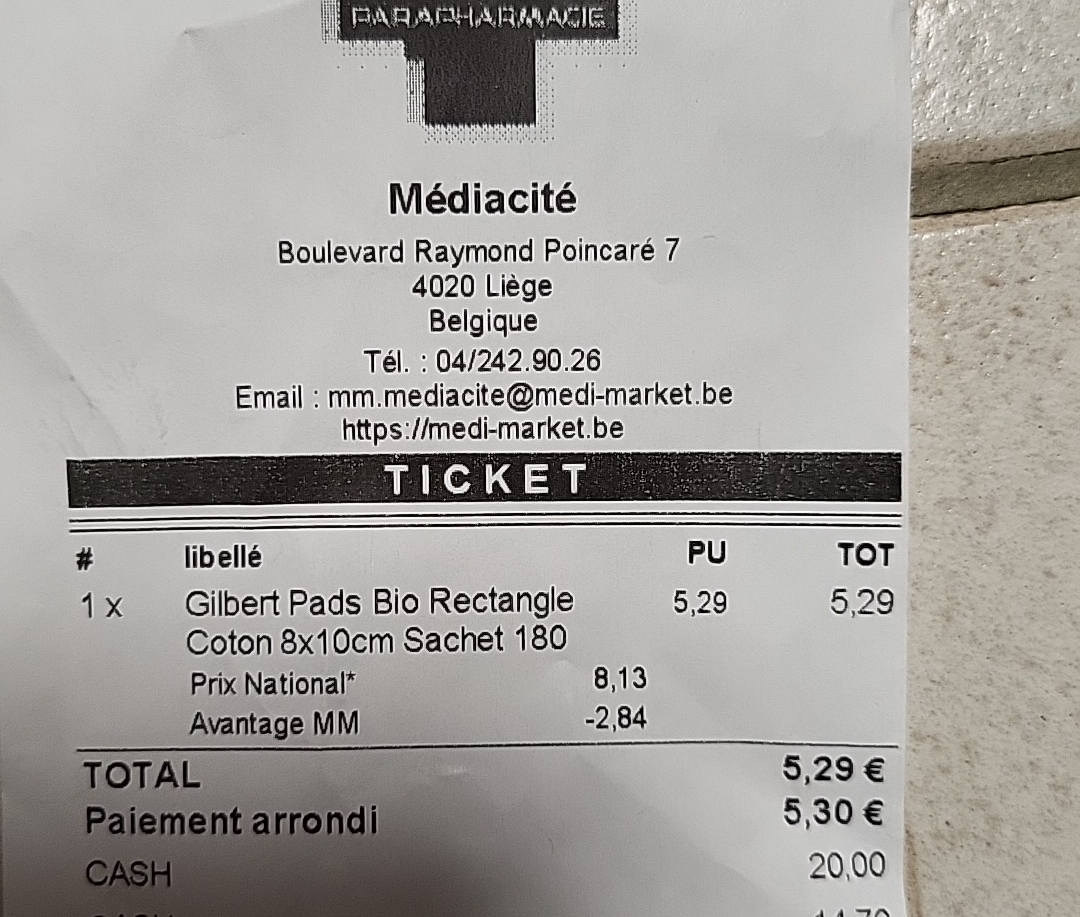 PARAPHARMACIE
Médiacité
Boulevard Raymond Poincaré 7
4020 Liège
Belgique
Tél. : 04/242.90.26
Email : mm.mediacite@medi-market.be
https://medi-market.be
TICKET
# libellé PU TOT
1 x Gilbert Pads Bio Rectangle 5,29 5,29
Coton 8x10cm Sachet 180
Prix National* 8,13
Avantage MM -2,84
TOTAL 5,29 €
Paiement arrondi 5,30 €
CASH 20,00